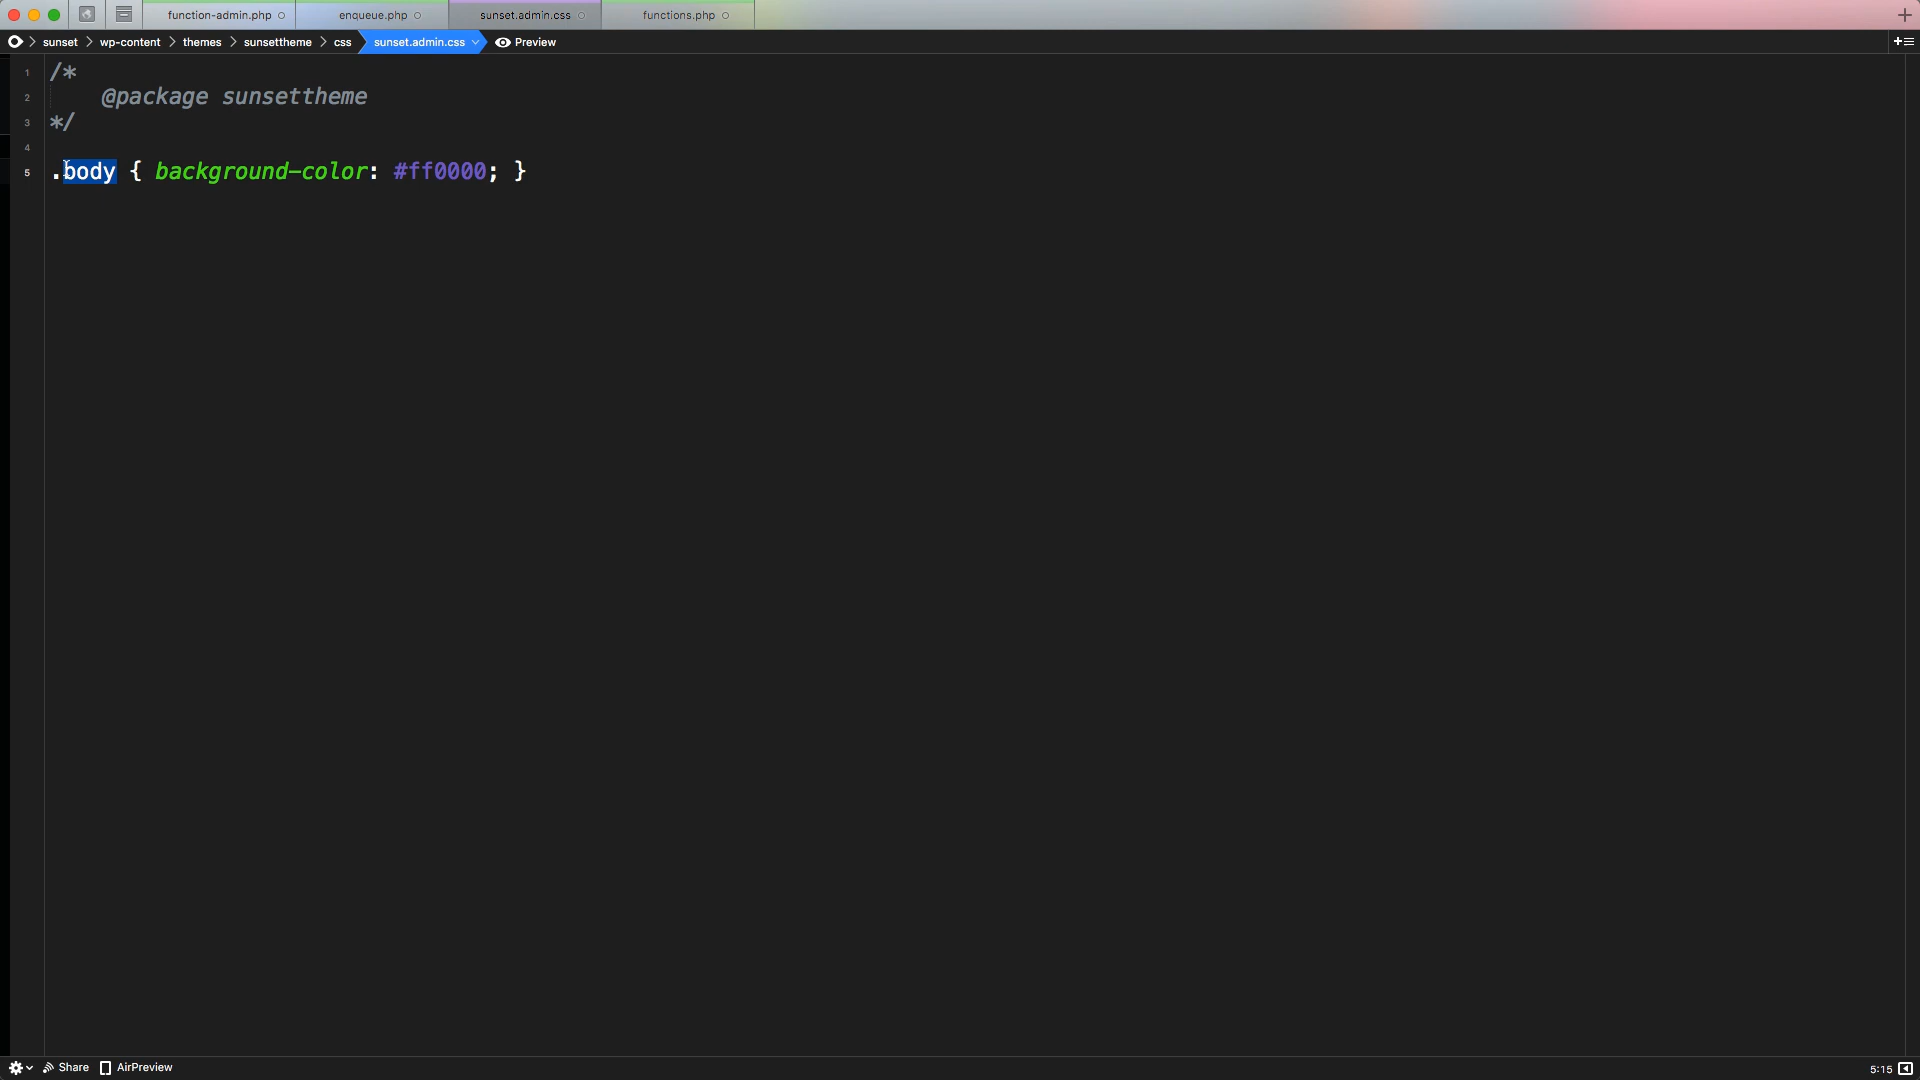 function-admin.php enqueue.php sunset.admin.css functions.php
sunset wp-content themes sunsettheme css sunset.admin.css Preview
1 /*
2 @package sunsettheme
3 */
4
5 .body { background-color: #ff0000; }
Share AirPreview 5:15